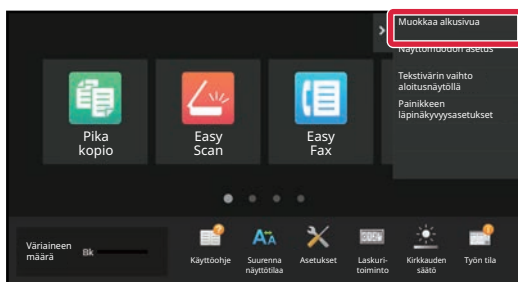 Muokkaa alkusivua
Näyttömuodon asetus
Tekstivärin vaihto
aloitusnäytöllä
Painikkeen
läpinäkyvyysasetukset
Pika
kopio
Easy
Scan
Easy
Fax
Väriaineen
määrä
Bk
Käyttöohje
Suurenna
näyttötilaa
Asetukset
Laskuri-
toiminto
Kirkkauden
säätö
Työn tila